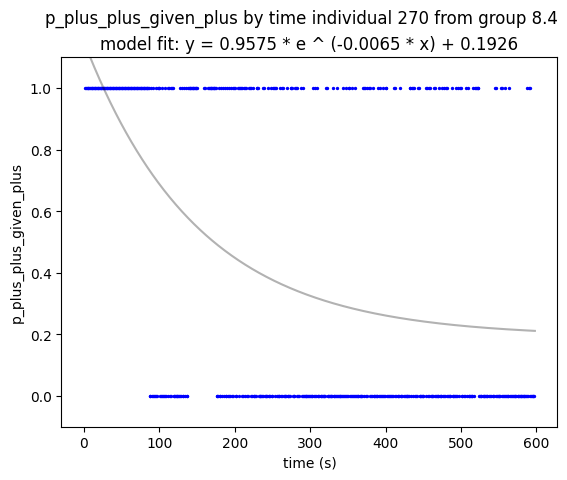 p_plus_plus_given_plus by time individual 270 from group 8.4
model fit: y = 0.9575 * e ^ (-0.0065 * x) + 0.1926
1.0
0.8
0.6
0.4
0.2
0.0
p_plus_plus_given_plus
0 100 200 300 400 500 600
time (s)